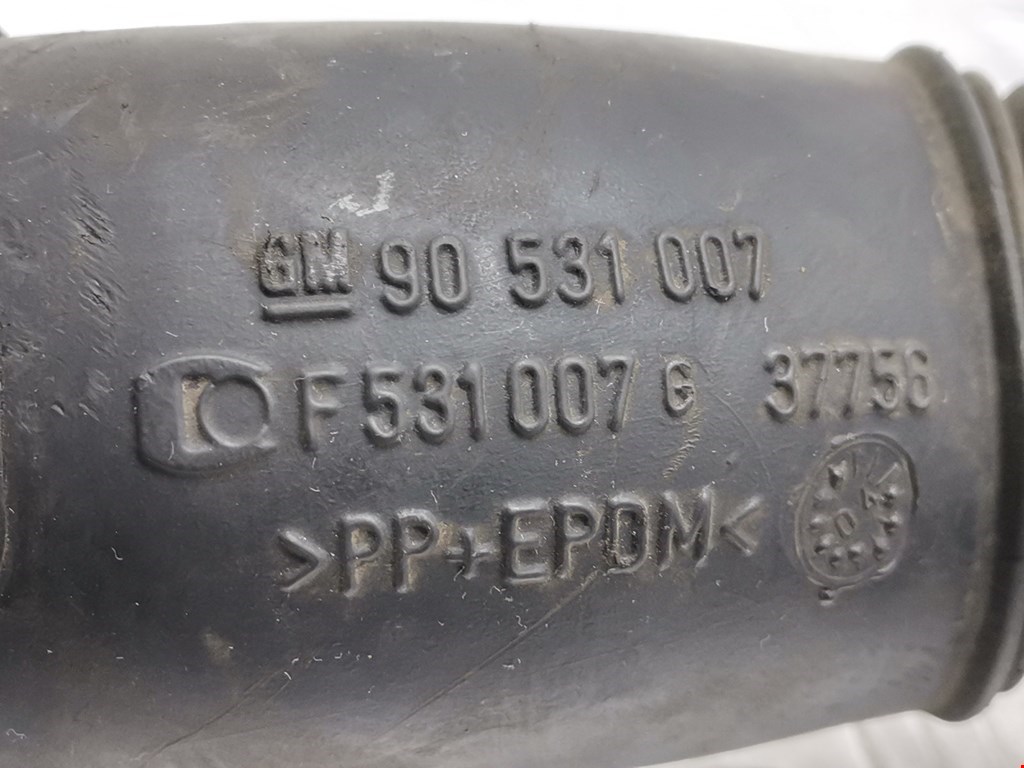 GM 90 531 007
F 531 007 G 37756
>PP+EPDM<